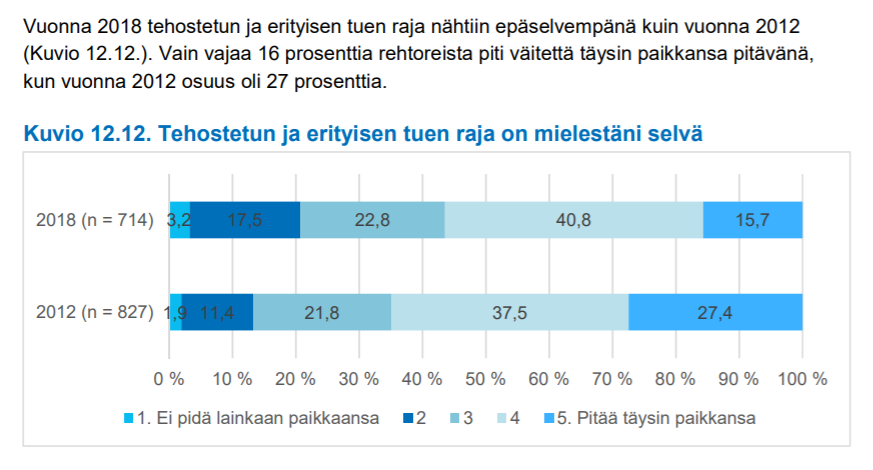 Vuonna 2018 tehostetun ja erityisen tuen raja nähtiin epäselvempänä kuin vuonna 2012
(Kuvio 12.12.). Vain vajaa 16 prosenttia rehtoreista piti väitettä täysin paikkansa pitävänä,
kun vuonna 2012 osuus oli 27 prosenttia.
Kuvio 12.12. Tehostetun ja erityisen tuen raja on mielestäni selvä
2018 (n = 714) 3,2 17,5 22,8 40,8 15,7
2012 (n = 827) 1,9 11,4 21,8 37,5 27,4
0 % 10 % 20 % 30 % 40 % 50 % 60 % 70 % 80 % 90 % 100 %
1. Ei pidä lainkaan paikkaansa 2 3 4 5. Pitää täysin paikkansa